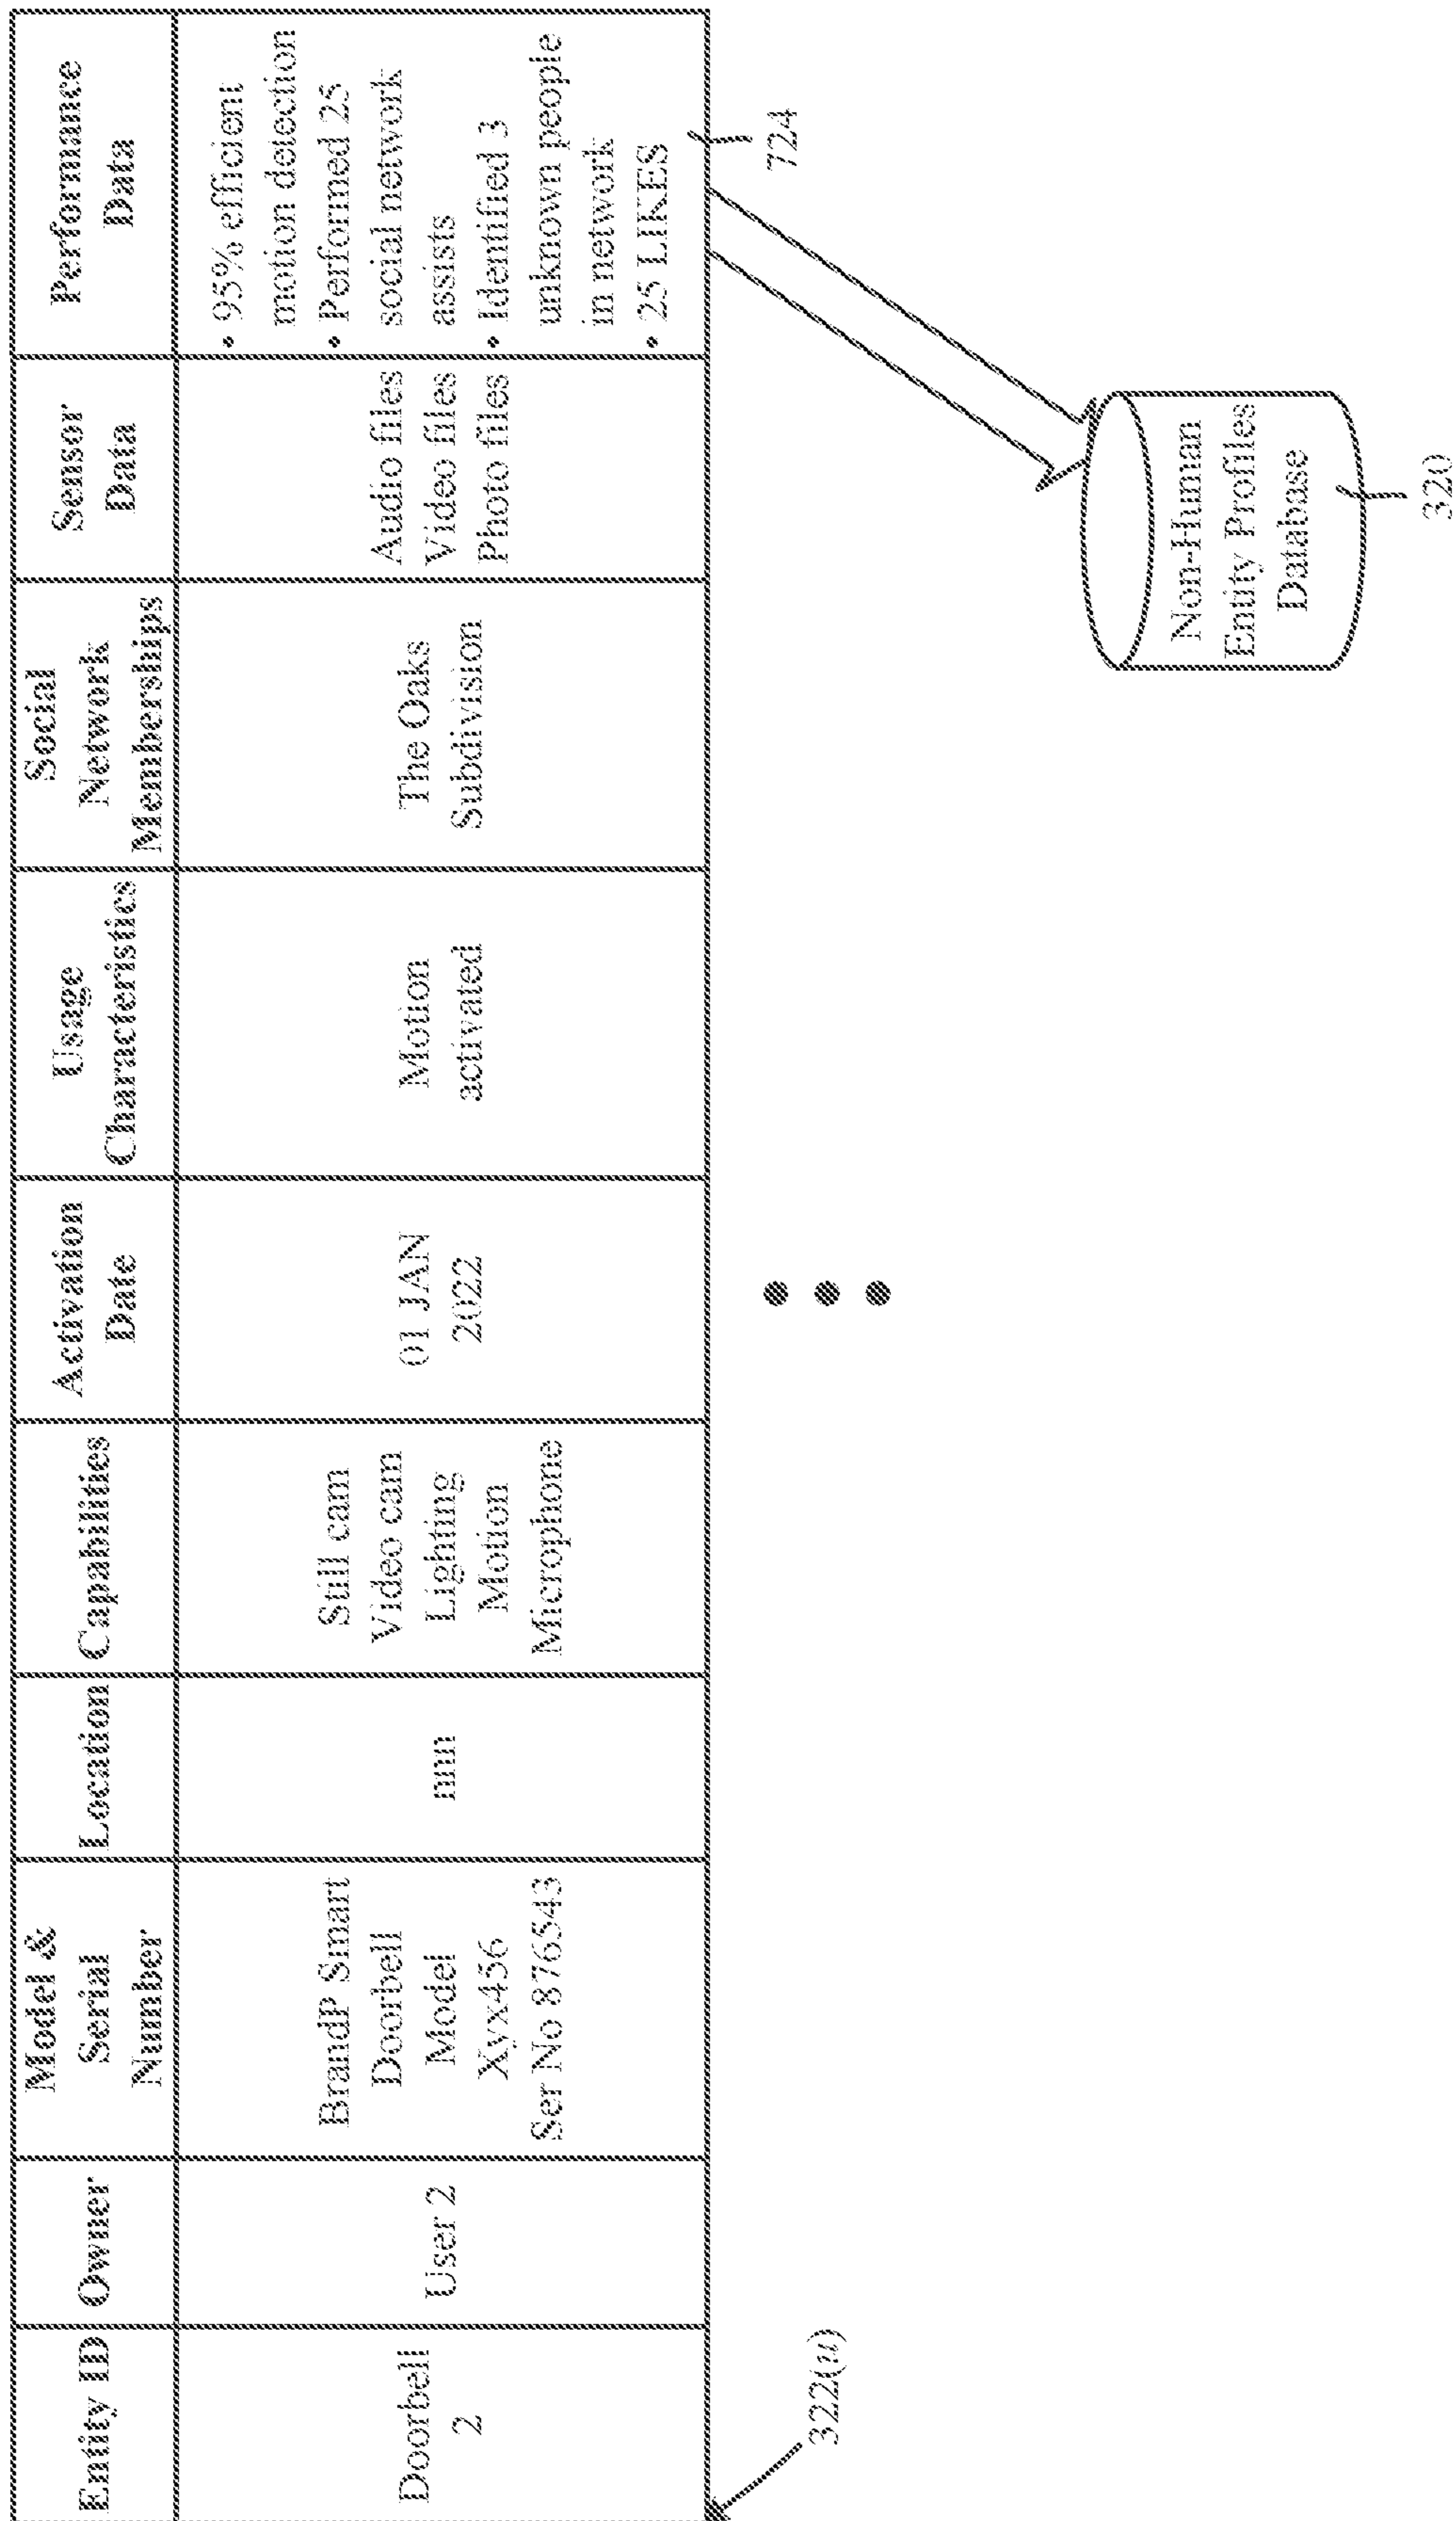 Entity ID
Owner
Model &
Serial
Number
Location
Capabilities
Activation
Date
Usage
Characteristics
Social
Network
Memberships
Sensor
Data
Performance
Data
Doorbell
2
User 2
BrandP Smart
Doorbell
Model
Xyx456
Ser No 876543
nnn
Still cam
Video cam
Lighting
Motion
Microphone
01 JAN
2022
Motion
activated
The Oaks
Subdivision
Audio files
Video files
Photo files
• 95% efficient
motion detection
• Performed 25
social network
assists
• Identified 3
unknown people
in network
• 25 LIKES
724
322(u)
Non-Human
Entity Profiles
Database
320